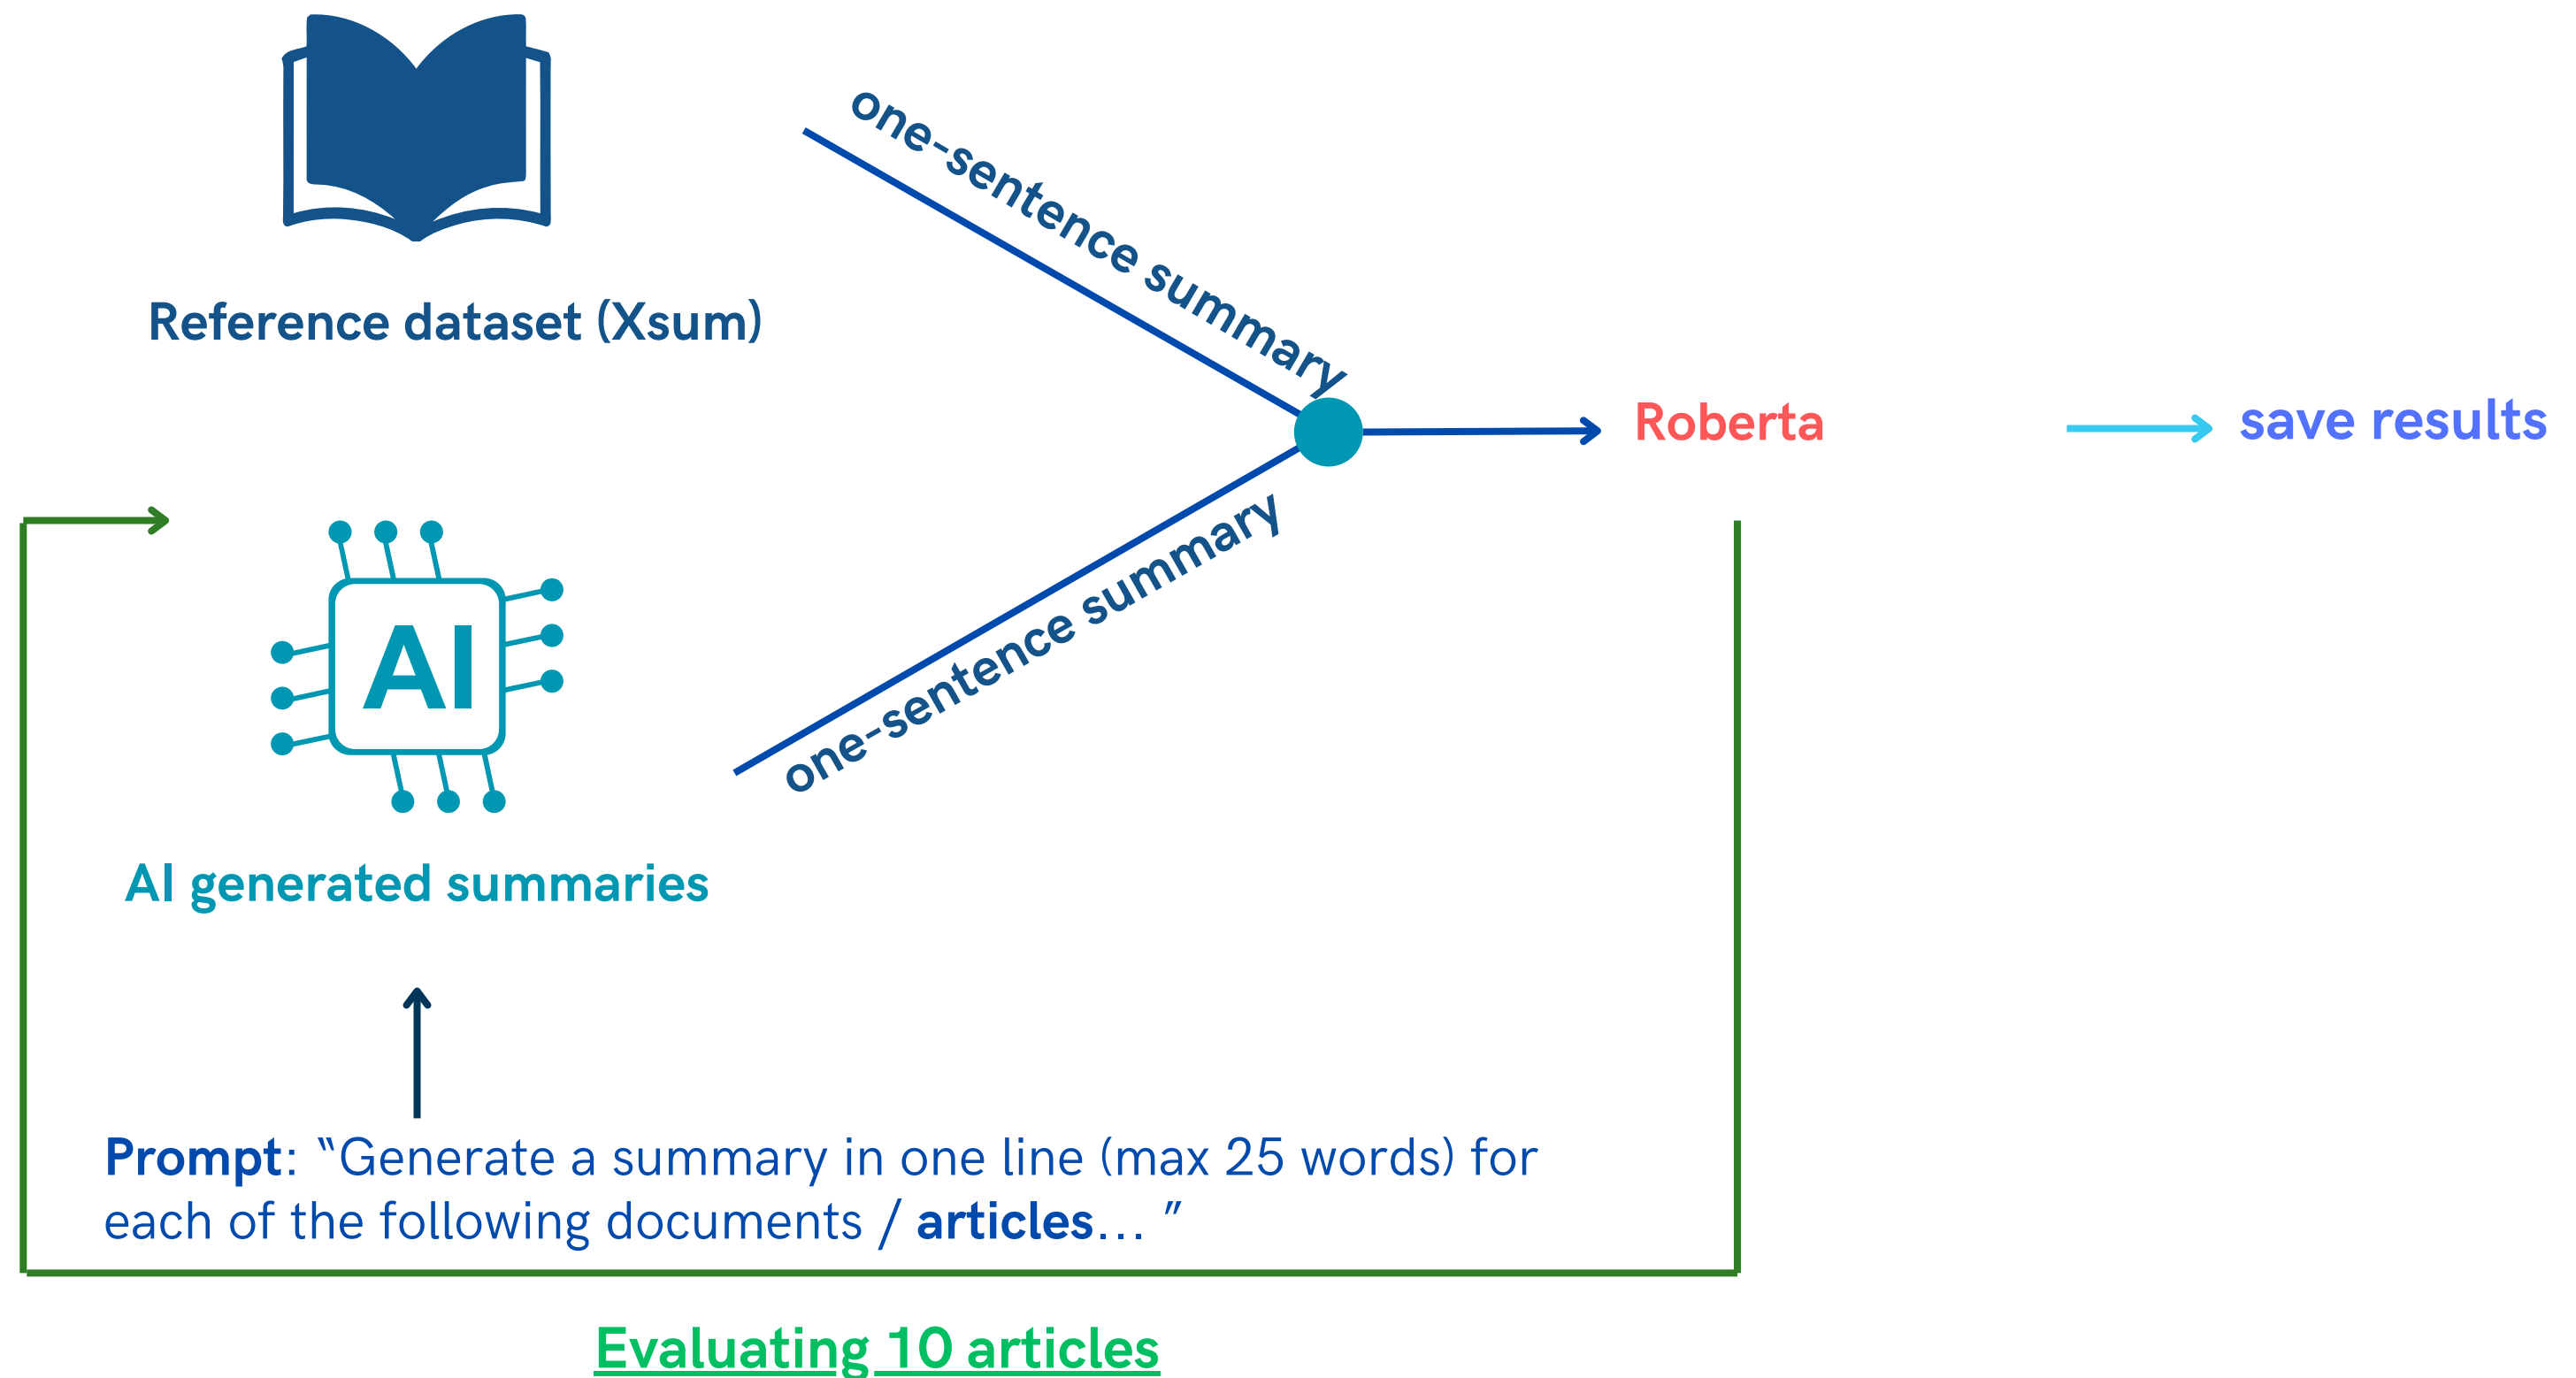 one-sentence summary
Reference dataset (Xsum)
Roberta
save results
one-sentence summary
AI
AI generated summaries
Prompt: “Generate a summary in one line (max 25 words) for
each of the following documents / articles... ”
Evaluating 10 articles